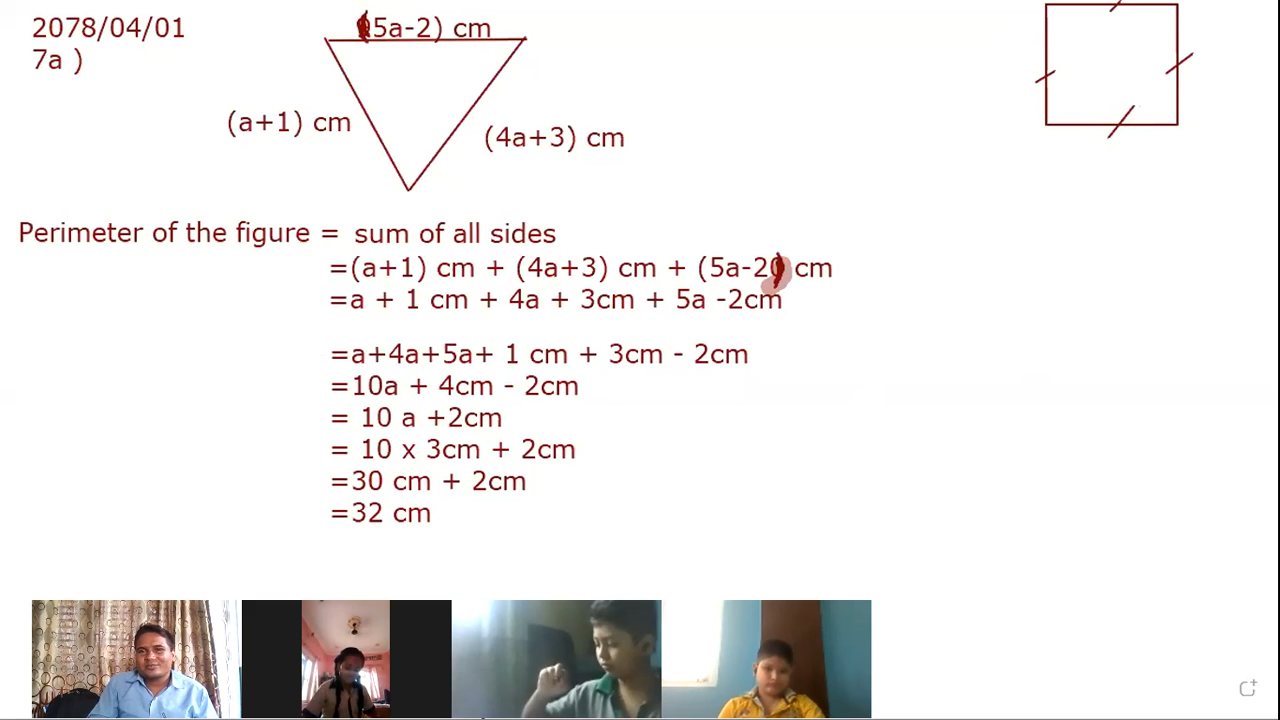 2078/04/01
7a )
(5a-2) cm
(a+1) cm
(4a+3) cm
Perimeter of the figure = sum of all sides
=(a+1) cm + (4a+3) cm + (5a-2) cm
=a + 1 cm + 4a + 3cm + 5a -2cm
=a+4a+5a+ 1 cm + 3cm - 2cm
=10a + 4cm - 2cm
= 10 a +2cm
= 10 x 3cm + 2cm
=30 cm + 2cm
=32 cm